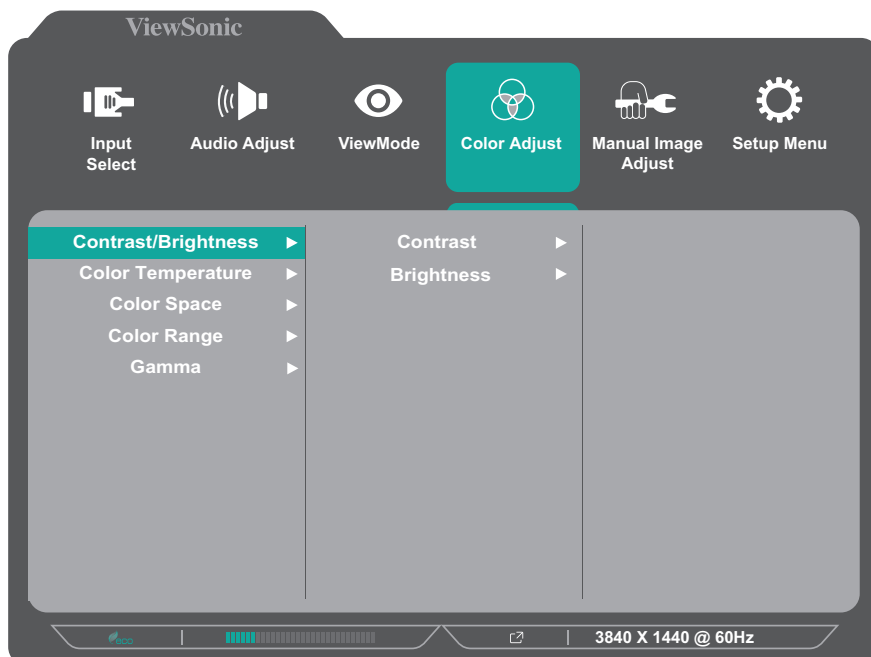 ViewSonic
Input
Select
Audio Adjust
ViewMode
Color Adjust
Manual Image
Adjust
Setup Menu
Contrast/Brightness
Color Temperature
Color Space
Color Range
Gamma
Contrast
Brightness
eco
3840 X 1440 @ 60Hz